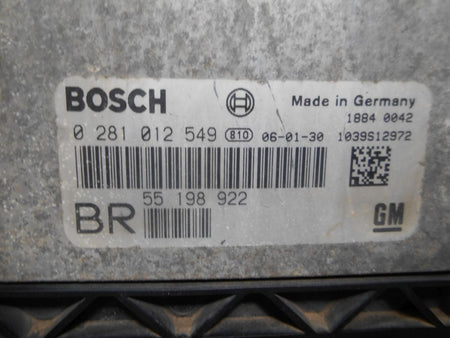 BOSCH
Made in Germany
1884 0042
0 281 012 549 810 06-01-30 1039S12972
55 198 922
BR
GM